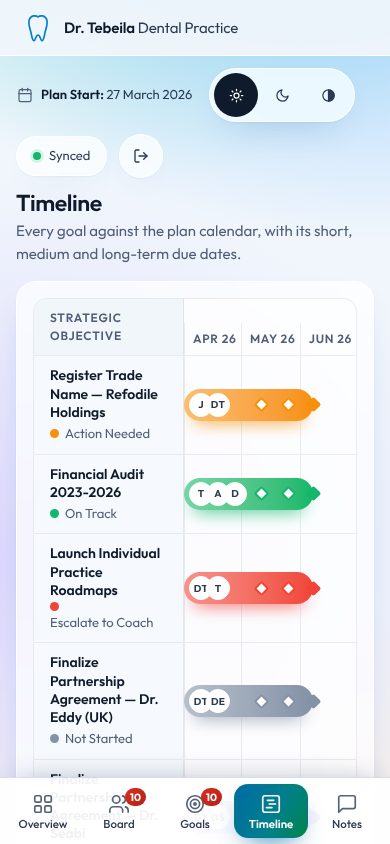 Dr. Tebeila Dental Practice
Plan Start: 27 March 2026
Synced
Timeline
Every goal against the plan calendar, with its short,
medium and long-term due dates.
STRATEGIC
OBJECTIVE
APR 26 MAY 26 JUN 26
Register Trade
Name — Refodile
Holdings
Action Needed
J DT
Financial Audit
2023-2026
On Track
T A D
Launch Individual
Practice
Roadmaps
Escalate to Coach
DT T
Finalize
Partnership
Agreement — Dr.
Eddy (UK)
Not Started
DT DE
Finalize
10 10
Overview Board Goals Timeline Notes